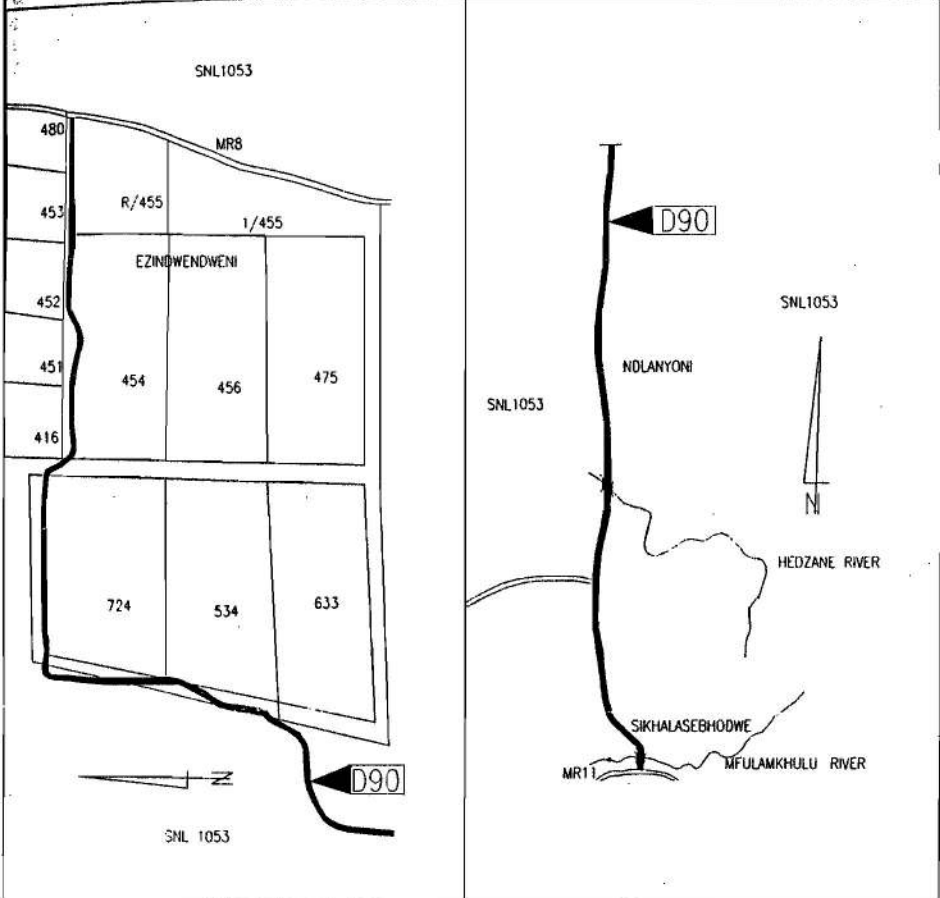 SNL1053
480
MR8
R/455
453
1/455
EZINDWENDWENI
452
451
454
456
475
416
724
534
633
N
D90
SNL 1053
D90
SNL1053
NDLANYONI
SNL1053
N
HEDZANE RIVER
SIKHALASEBHODWE
MR11
MFULAMKHULU RIVER